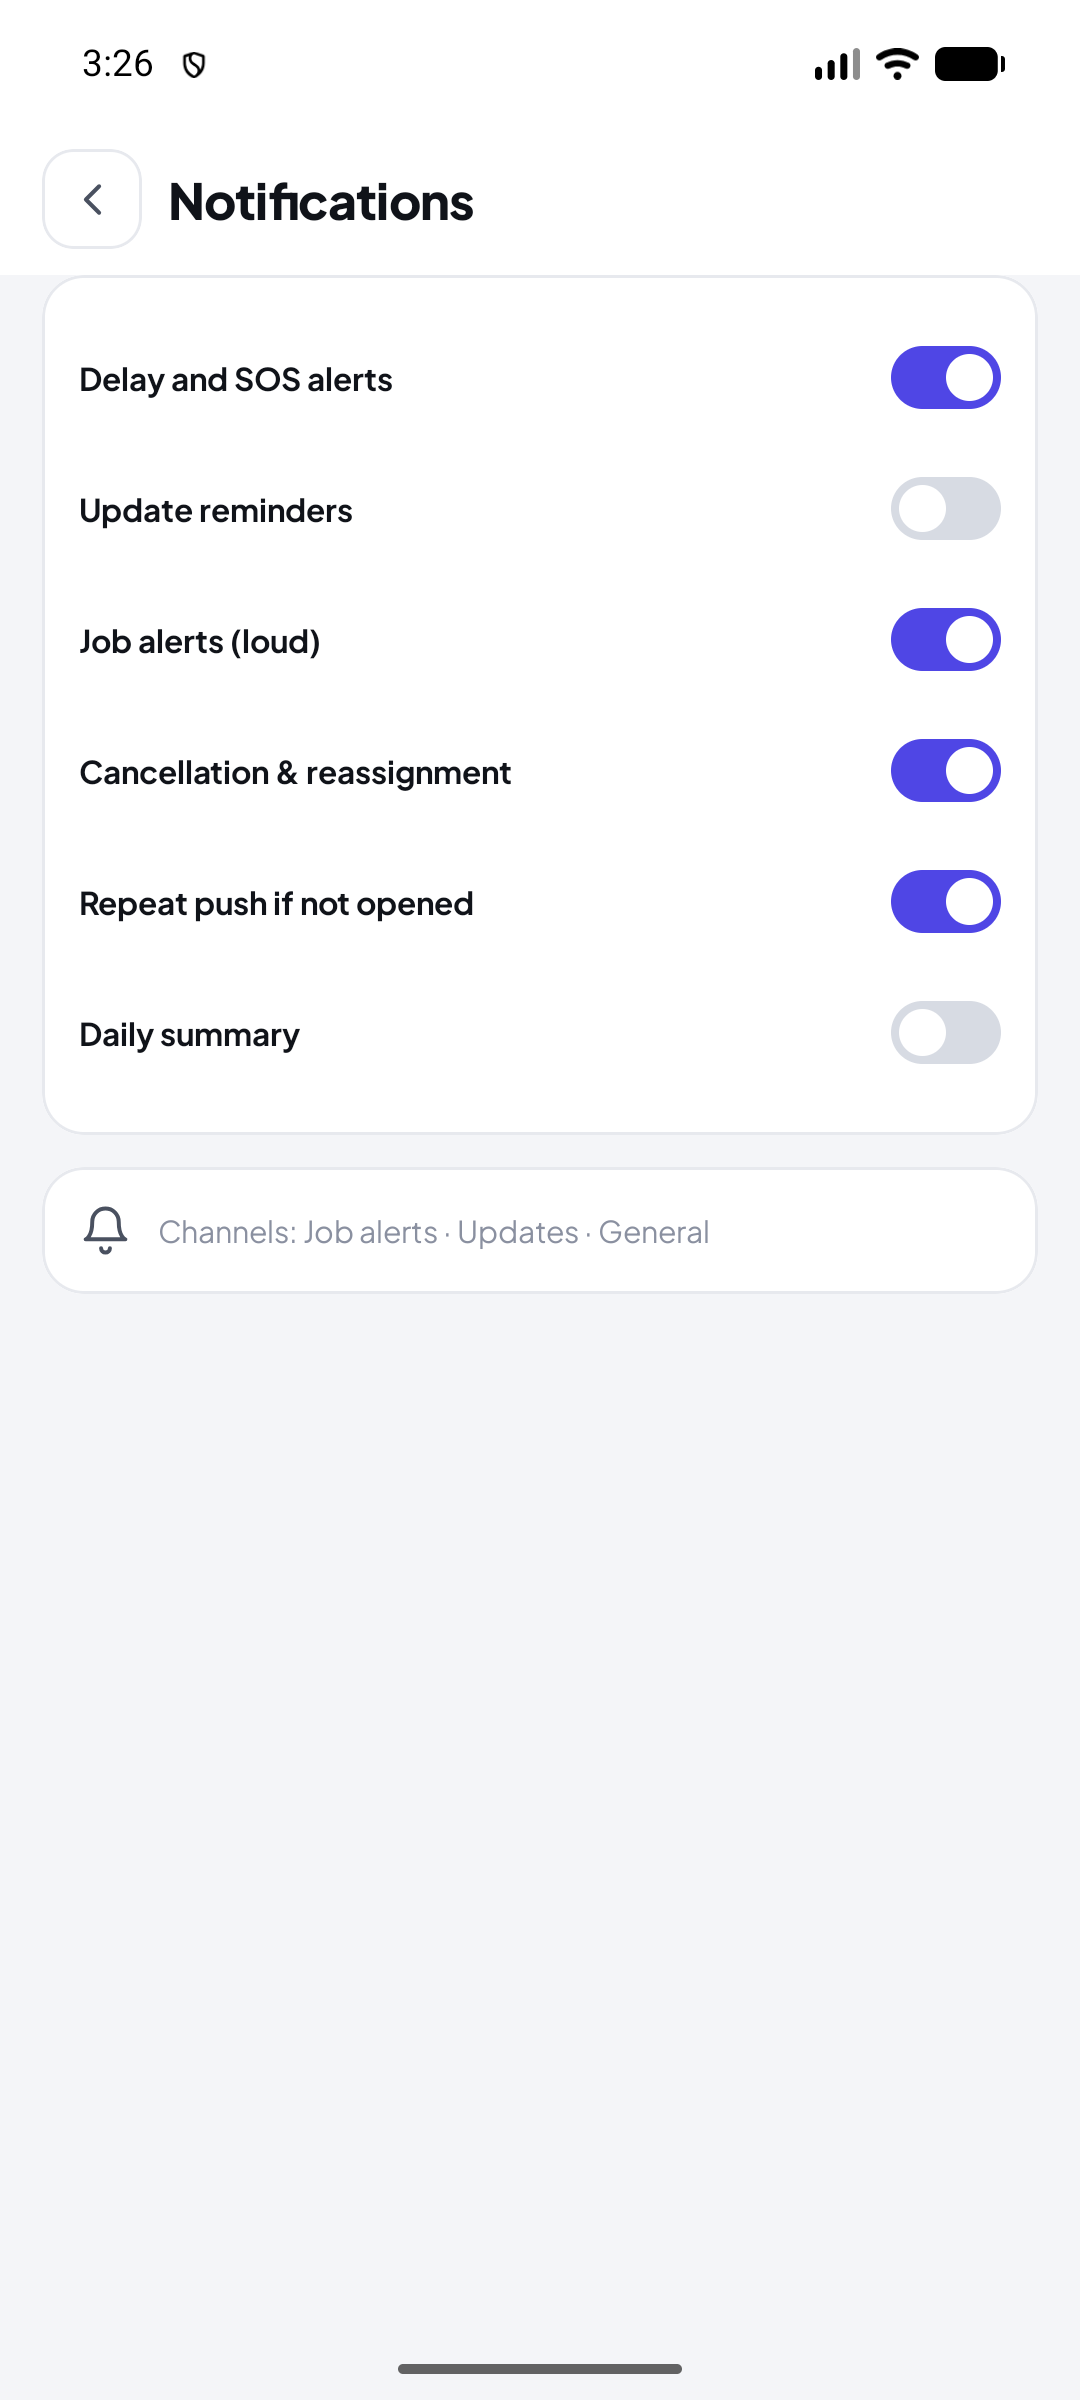 3:26
Notifications
Delay and SOS alerts
Update reminders
Job alerts (loud)
Cancellation & reassignment
Repeat push if not opened
Daily summary
Channels: Job alerts · Updates · General